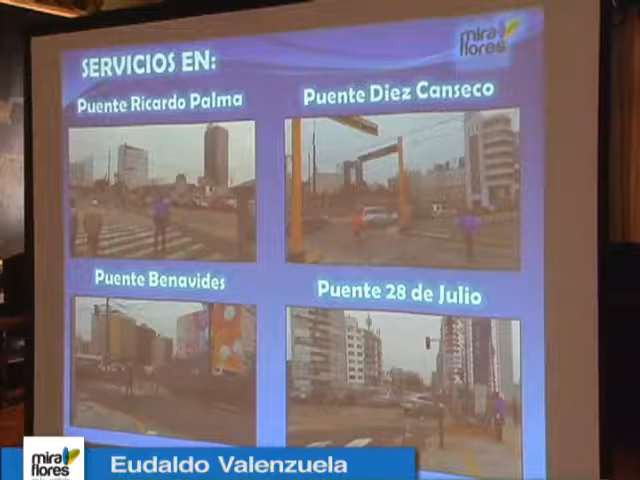 mira
flores
SERVICIOS EN:
Puente Ricardo Palma
Puente Diez Canseco
Puente Benavides
Puente 28 de Julio
mira
flores
Eudaldo Valenzuela